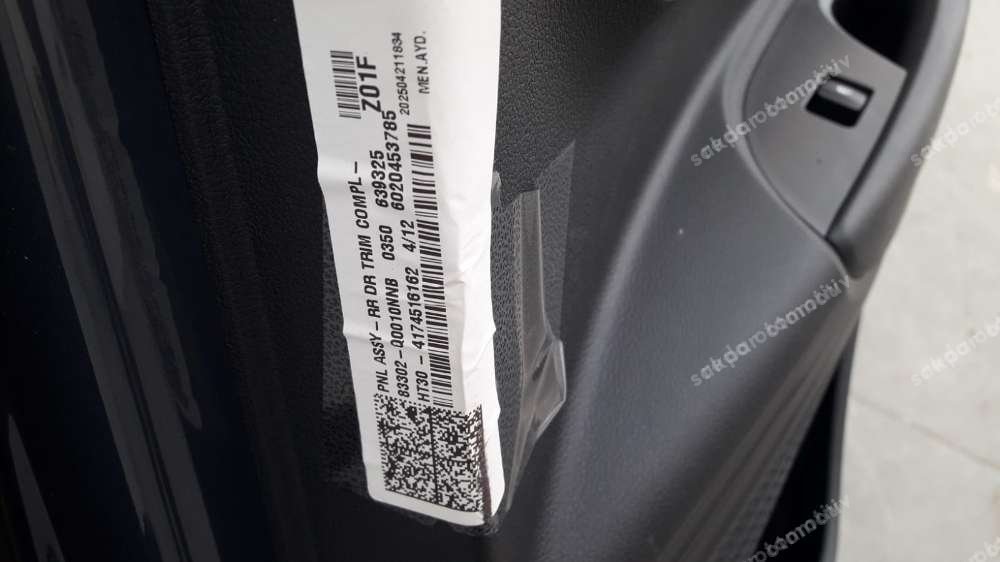 Z01F
202504211834
MEN.AYD.
PNL ASSY-RR DR TRIM COMPL-
83302-Q0010NNB 0350 639325
HT30-4174516162 4/12 6020453785
sakparotomotiv
sakparotomotiv
sakparotomotiv
sakparotomotiv
sakparotomotiv
sakparotomotiv